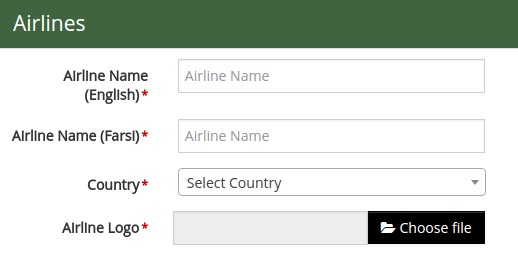 Airlines
Airline Name
(English)*
Airline Name
Airline Name (Farsi)*
Airline Name
Country*
Select Country
Airline Logo*
Choose file